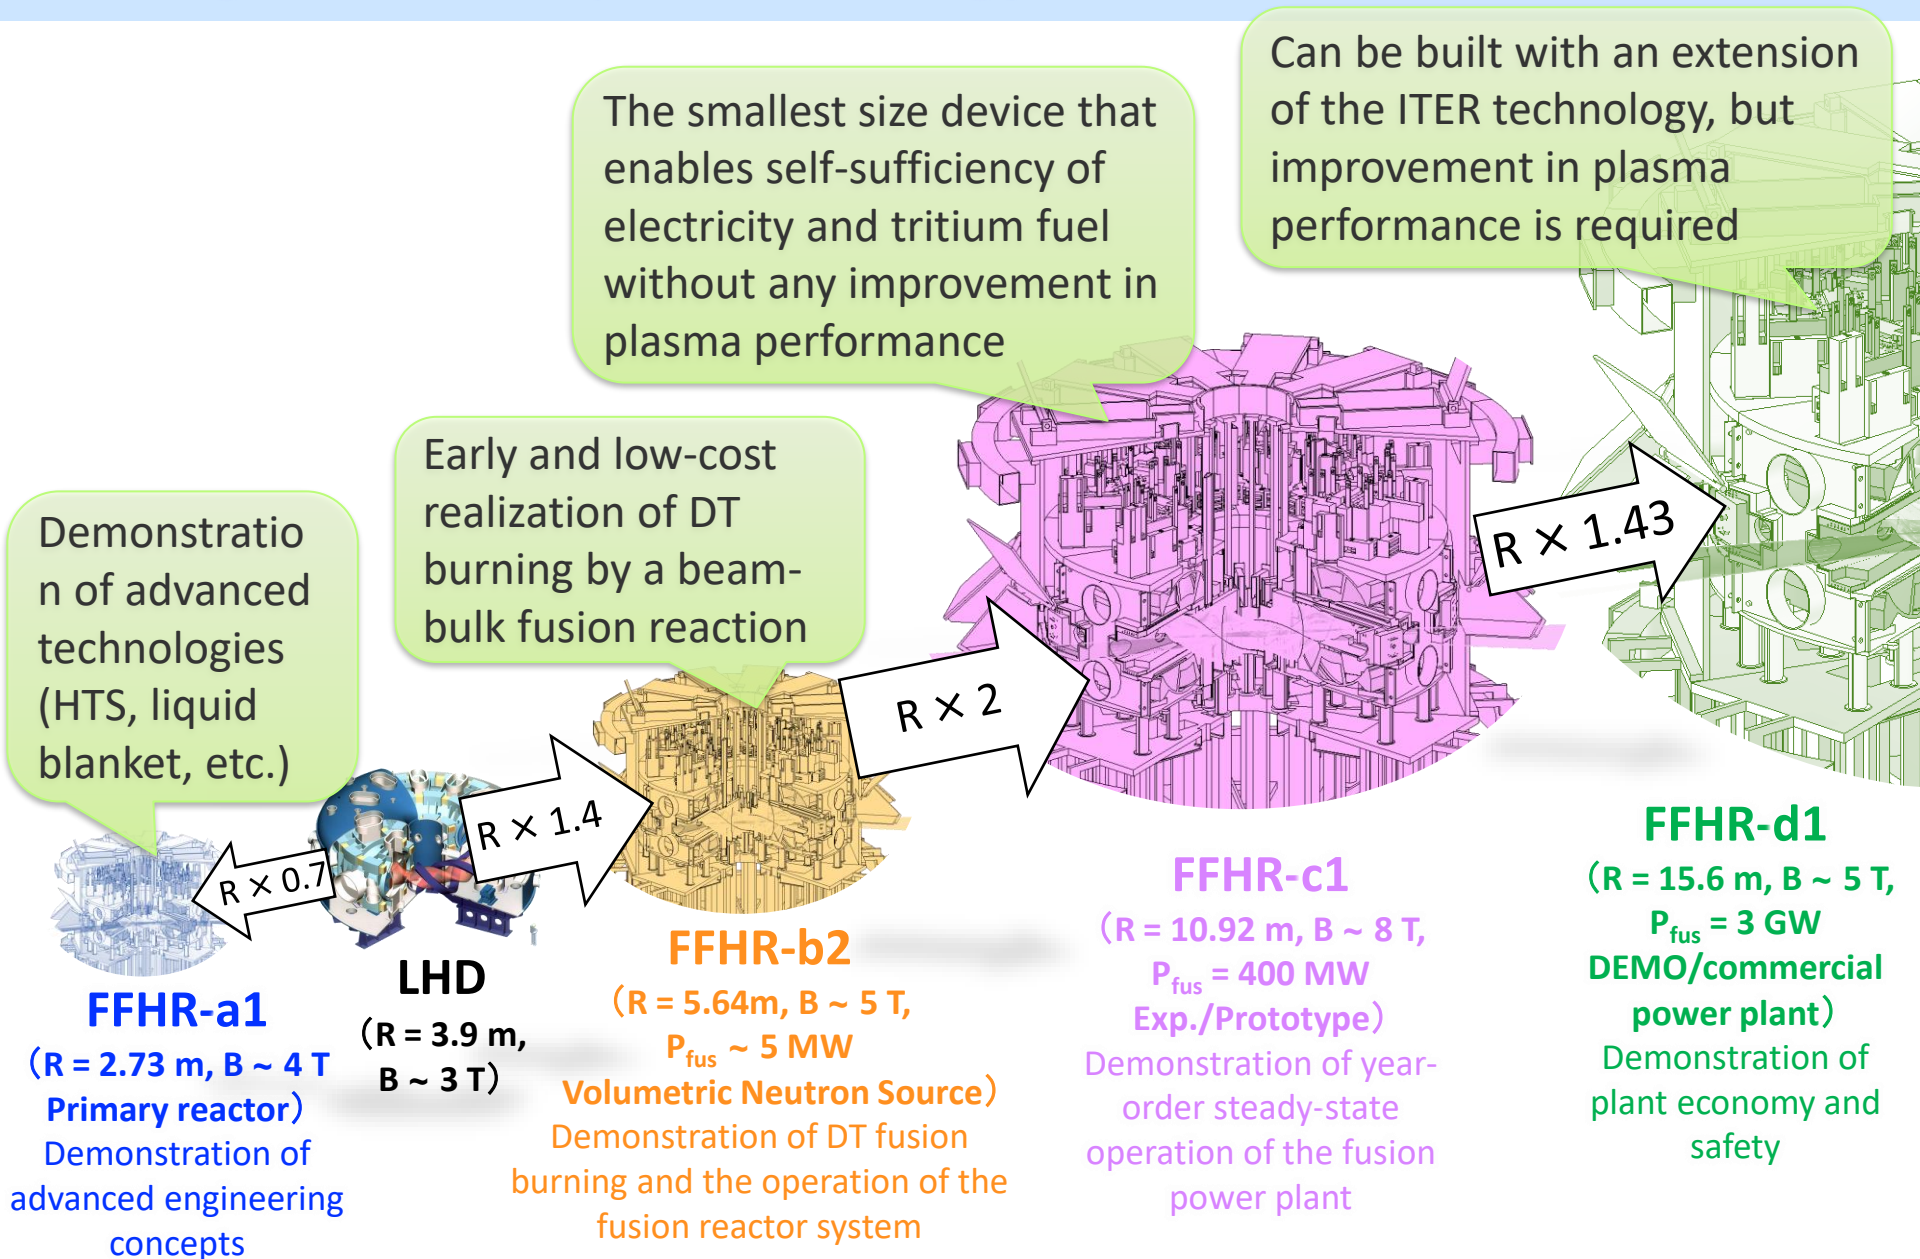 Demonstratio
n of advanced
technologies
(HTS, liquid
blanket, etc.)
Early and low-cost
realization of DT
burning by a beam-
bulk fusion reaction
The smallest size device that
enables self-sufficiency of
electricity and tritium fuel
without any improvement in
plasma performance
Can be built with an extension
of the ITER technology, but
improvement in plasma
performance is required
R × 0.7
R × 1.4
R × 2
R × 1.43
FFHR-a1
（R = 2.73 m, B ~ 4 T
Primary reactor）
Demonstration of
advanced engineering
concepts
LHD
（R = 3.9 m,
B ~ 3 T）
FFHR-b2
（R = 5.64m, B ~ 5 T,
Pfus ~ 5 MW
Volumetric Neutron Source）
Demonstration of DT fusion
burning and the operation of the
fusion reactor system
FFHR-c1
（R = 10.92 m, B ~ 8 T,
Pfus = 400 MW
Exp./Prototype）
Demonstration of year-
order steady-state
operation of the fusion
power plant
FFHR-d1
（R = 15.6 m, B ~ 5 T,
Pfus = 3 GW
DEMO/commercial
power plant）
Demonstration of
plant economy and
safety